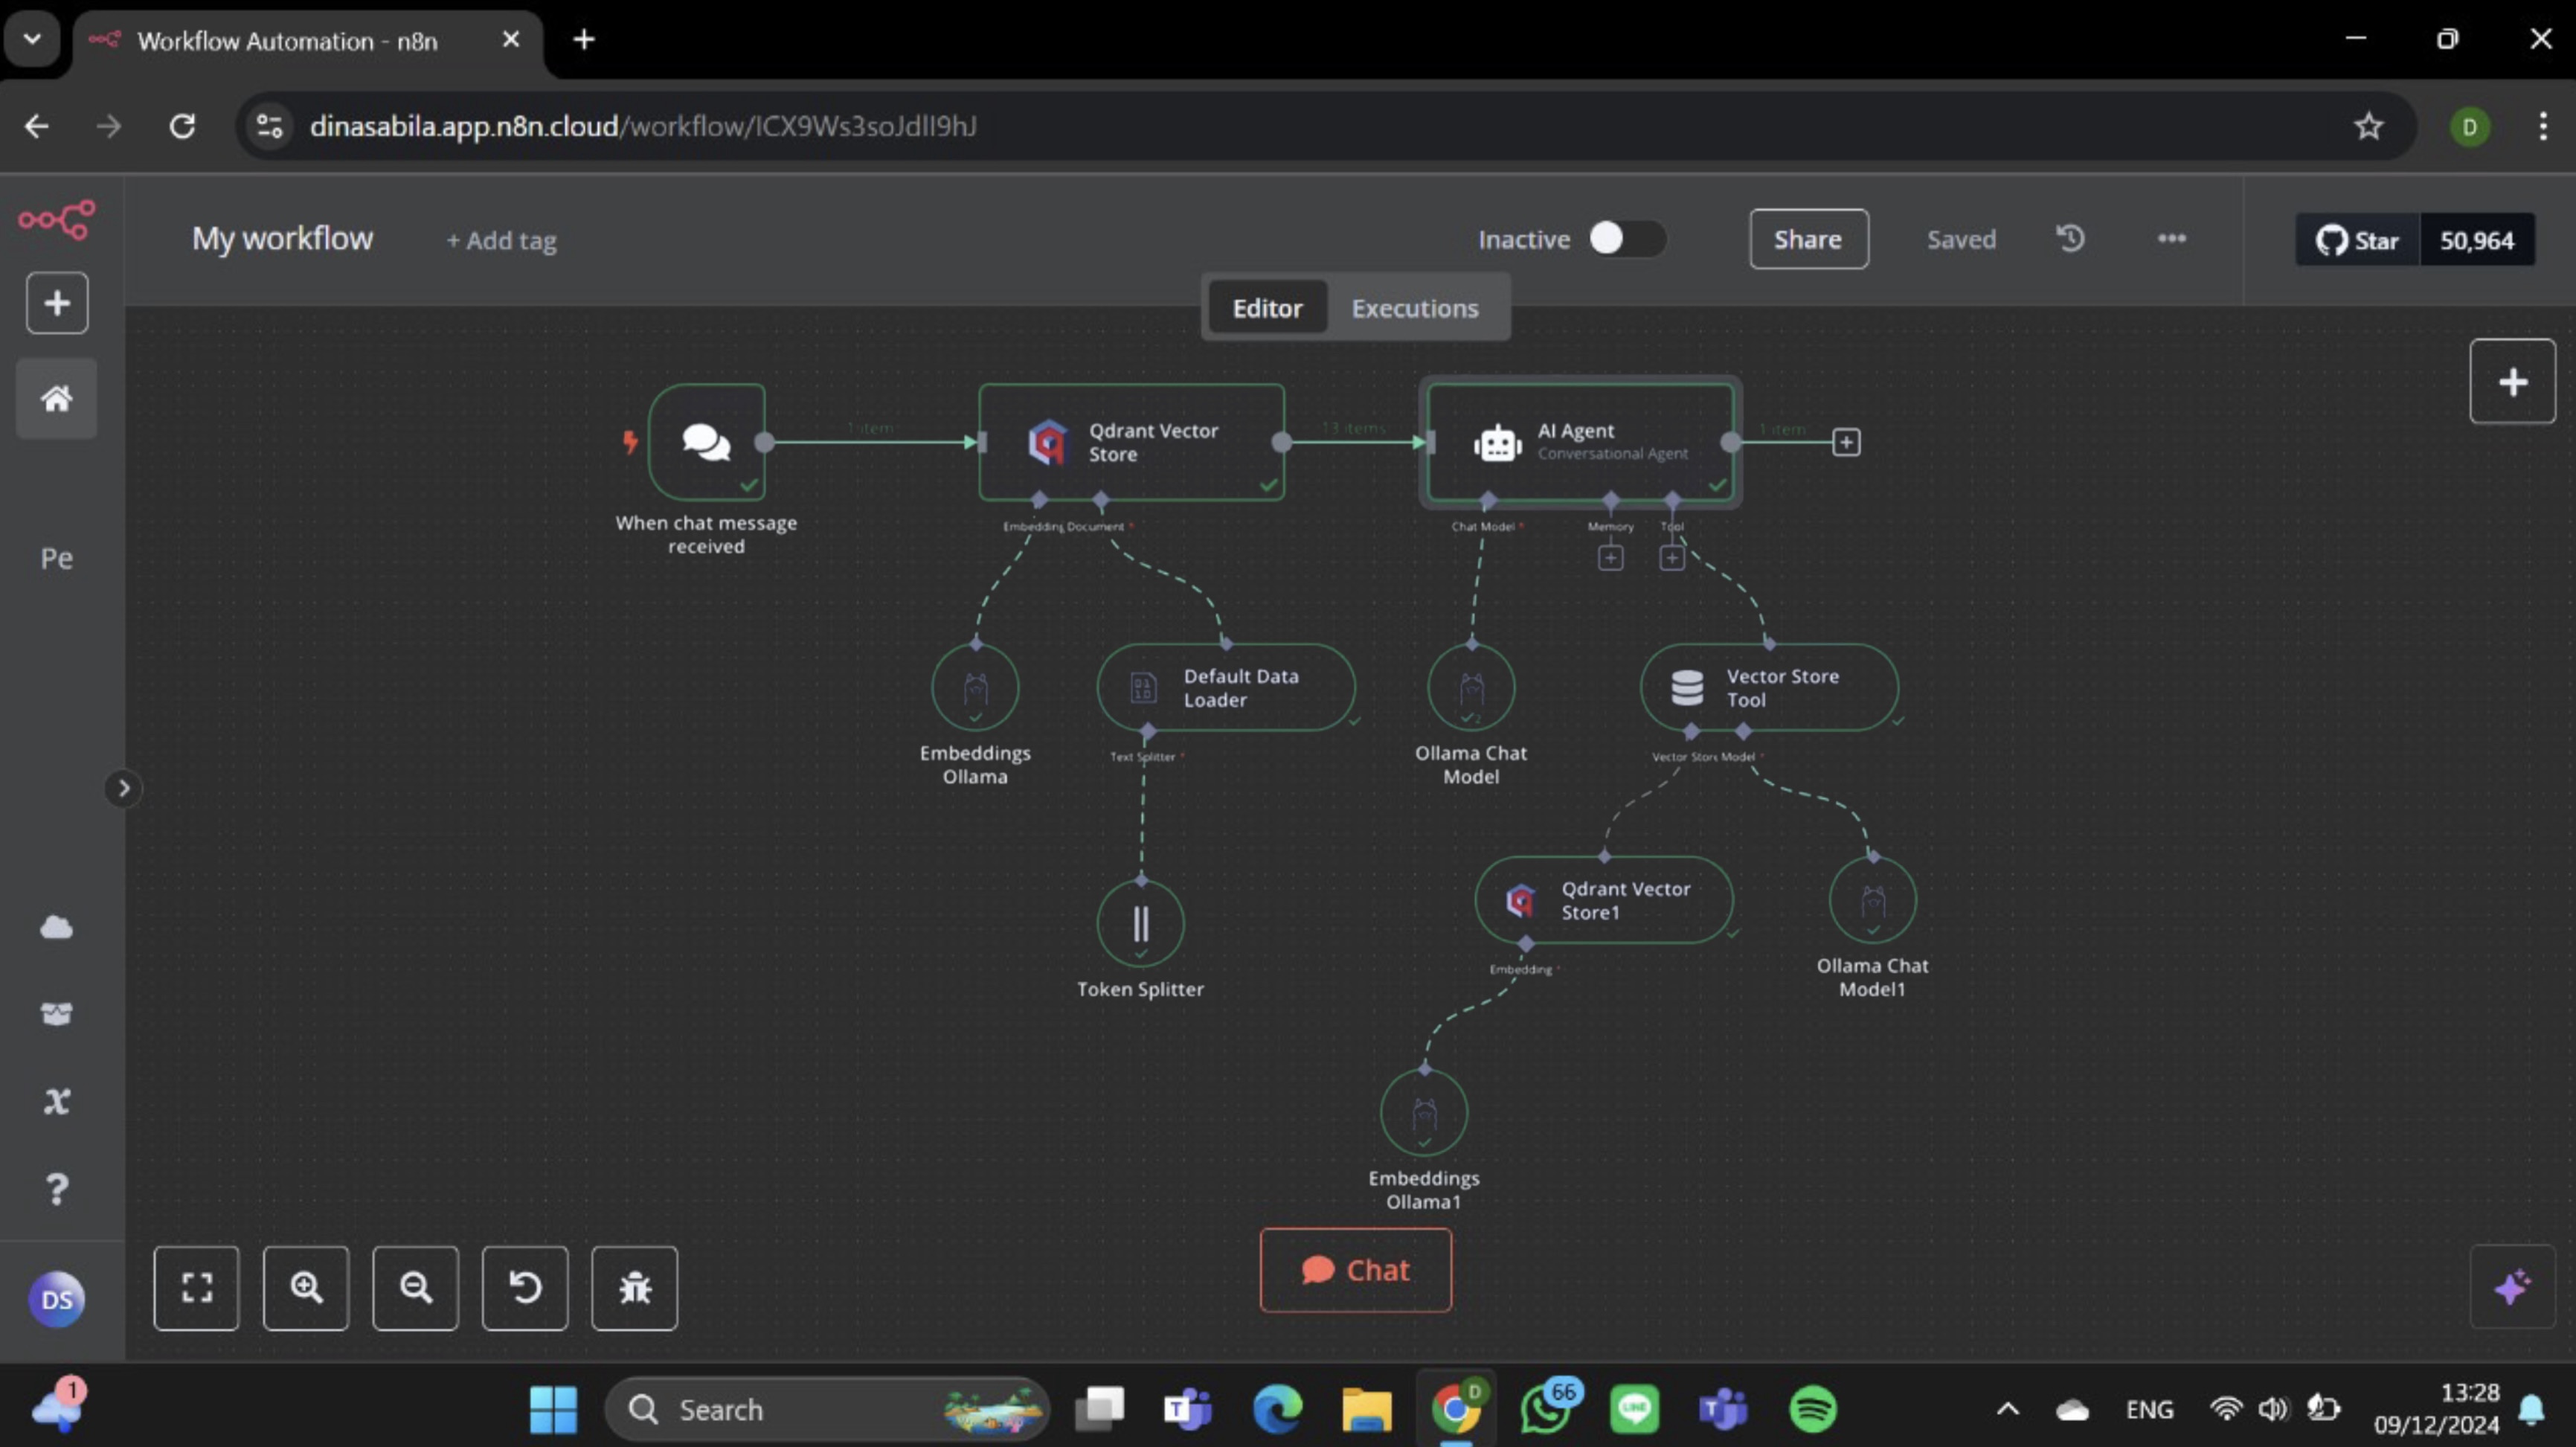 Workflow Automation - n8n
dinasabila.app.n8n.cloud/workflow/ICX9Ws3soJdlI9hJ
D
My workflow
+ Add tag
Inactive
Share
Saved
Star
50,964
Editor
Executions
Pe
1 item
Qdrant Vector
Store
13 items
AI Agent
Conversational Agent
1 item
When chat message
received
Embedding
Document *
Chat Model *
Memory
Tool
Default Data
Loader
Vector Store
Tool
2
Embeddings
Ollama
Text Splitter *
Ollama Chat
Model
Vector Store
Model *
Qdrant Vector
Store1
Token Splitter
Embedding *
Ollama Chat
Model1
Embeddings
Ollama1
Chat
DS
1
Search
T
D
66
LINE
T
ENG
13:28
09/12/2024